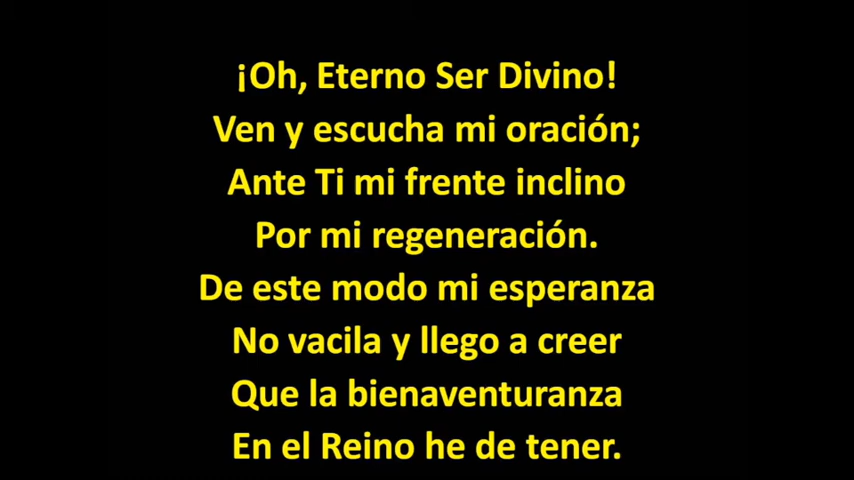 ¡Oh, Eterno Ser Divino!
Ven y escucha mi oración;
Ante Ti mi frente inclino
Por mi regeneración.
De este modo mi esperanza
No vacila y llego a creer
Que la bienaventuranza
En el Reino he de tener.